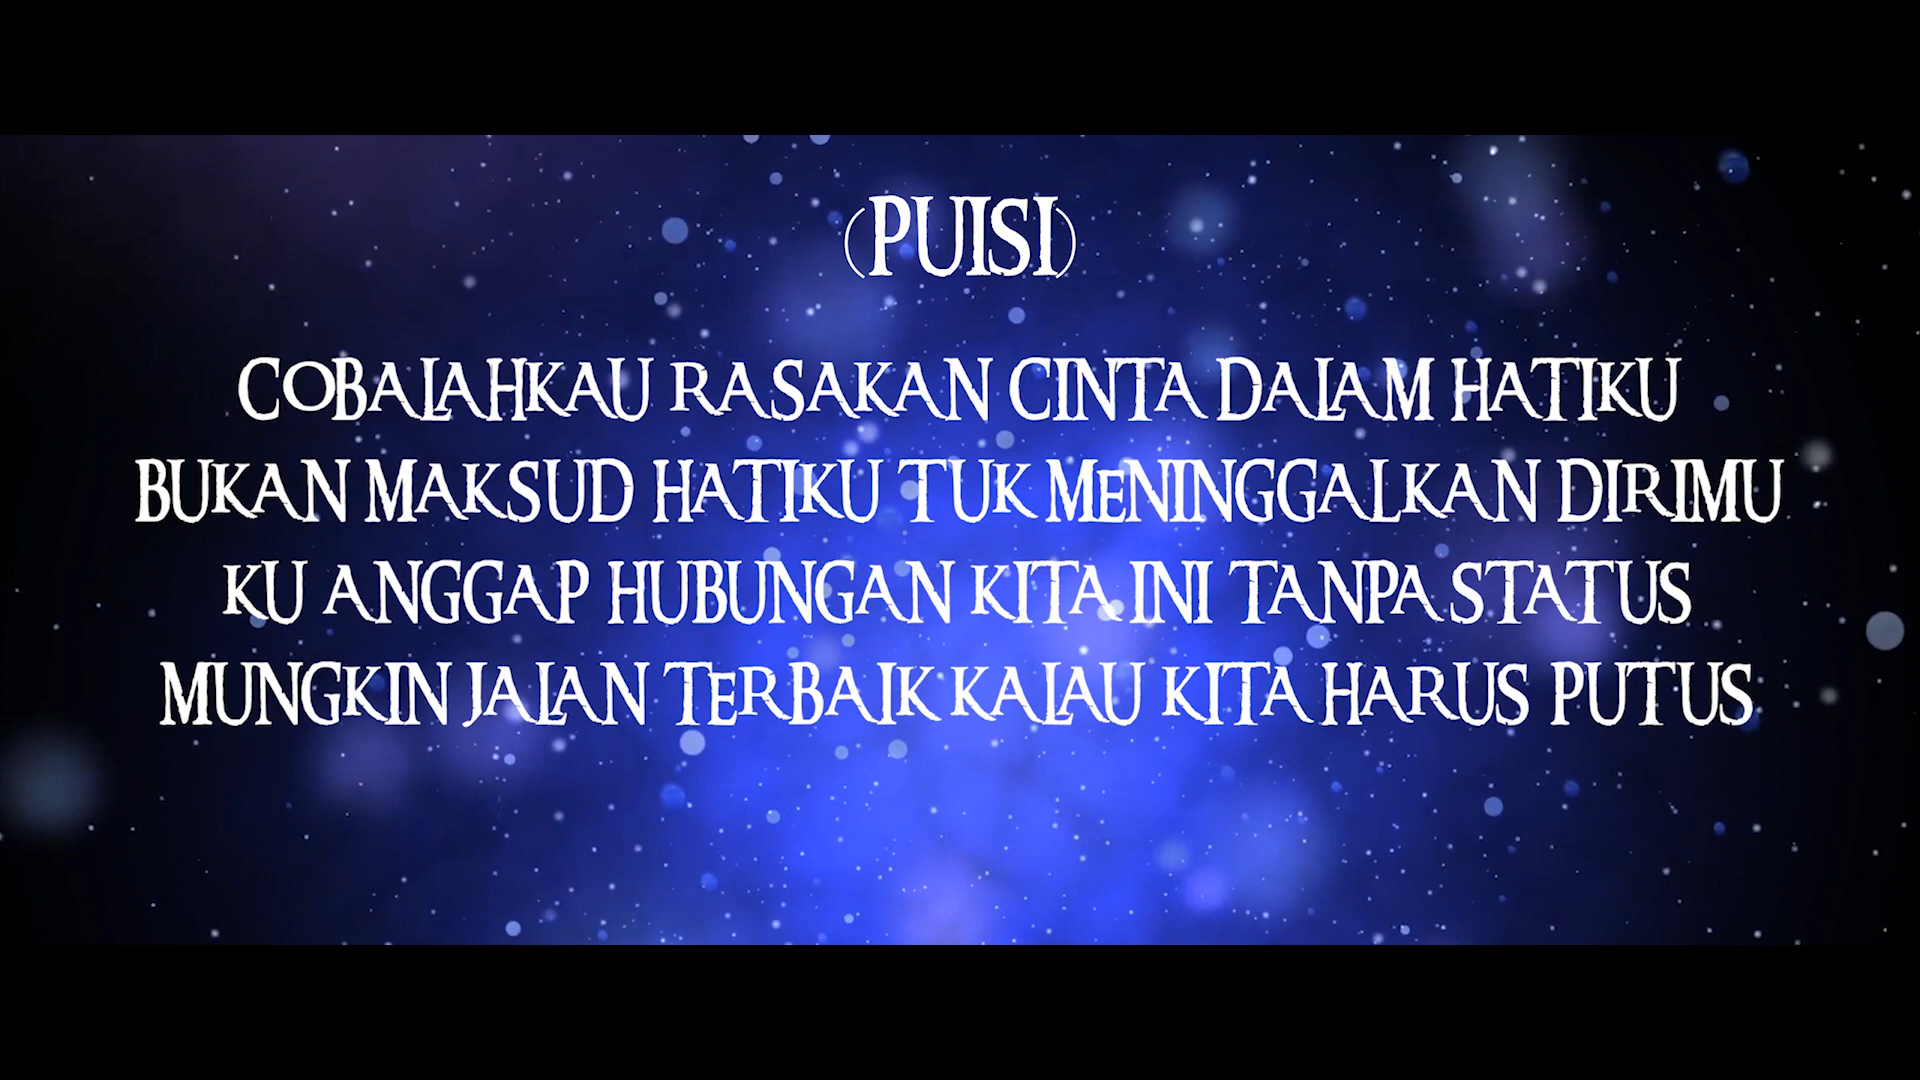 (PUISI)
COBALAHKAU RASAKAN CINTA DALAM HATIKU
BUKAN MAKSUD HATIKU TUK MENINGGALKAN DIRIMU
KU ANGGAP HUBUNGAN KITA INI TANPA STATUS
MUNGKIN JALAN TERBAIK KALAU KITA HARUS PUTUS